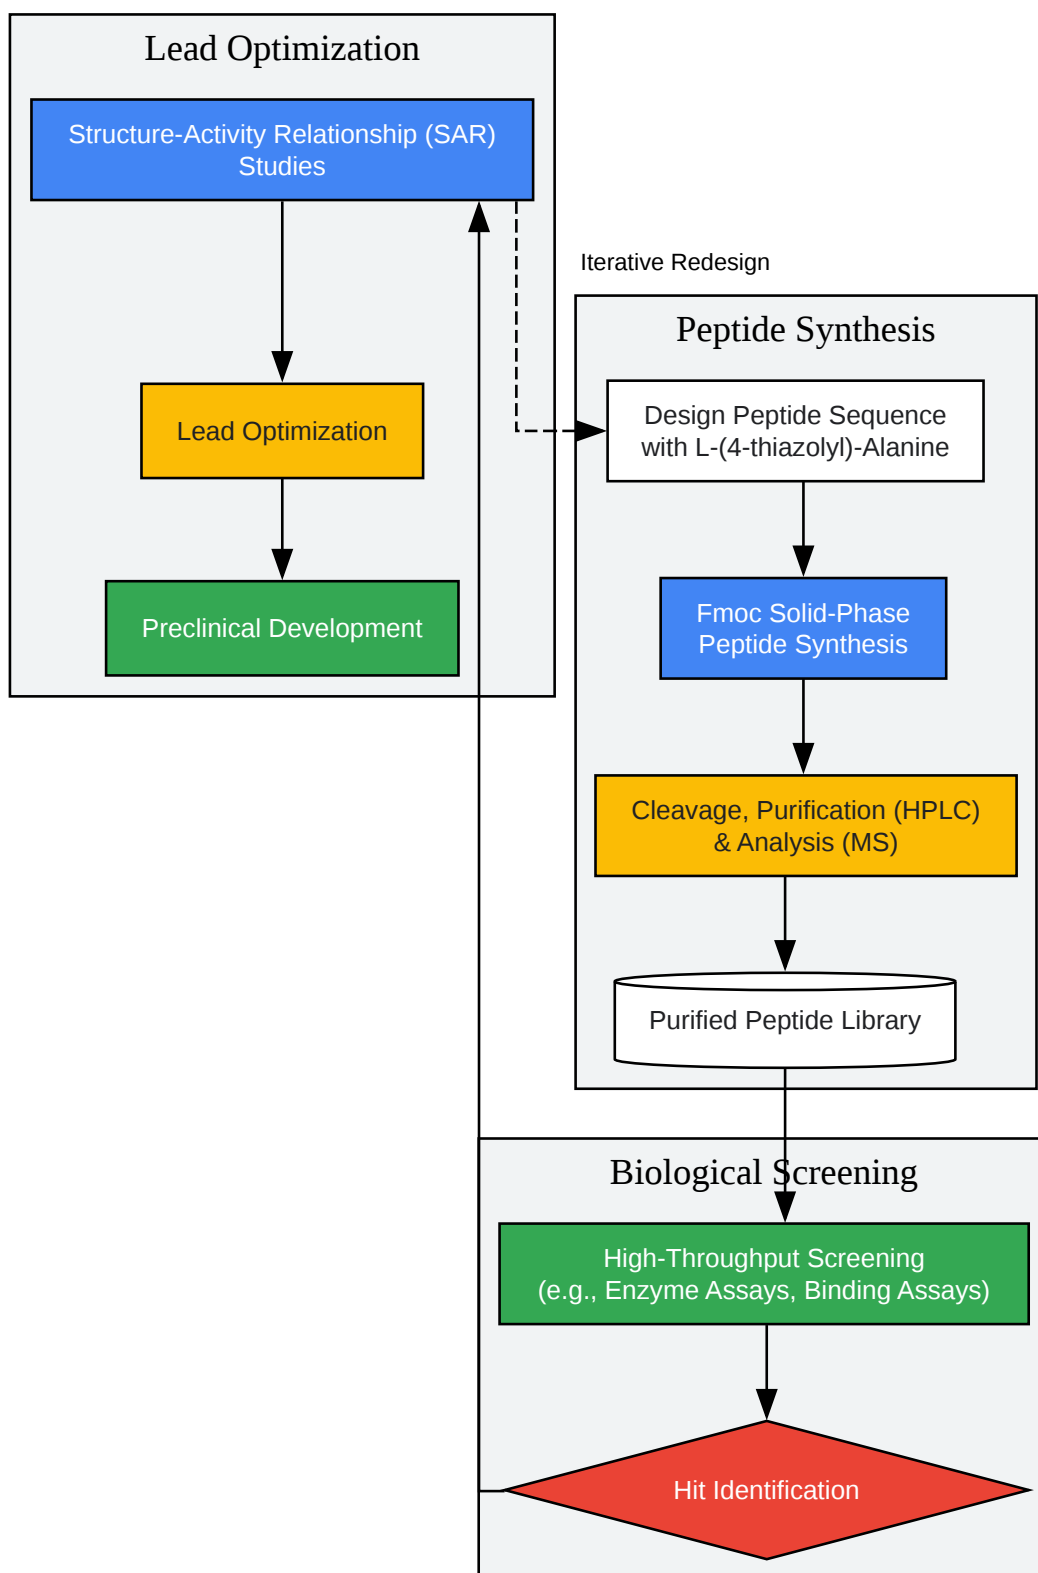 Lead Optimization
Structure-Activity Relationship (SAR)
Studies
Lead Optimization
Preclinical Development
Iterative Redesign
Peptide Synthesis
Design Peptide Sequence
with L-(4-thiazolyl)-Alanine
Fmoc Solid-Phase
Peptide Synthesis
Cleavage, Purification (HPLC)
& Analysis (MS)
Purified Peptide Library
Biological Screening
High-Throughput Screening
(e.g., Enzyme Assays, Binding Assays)
Hit Identification